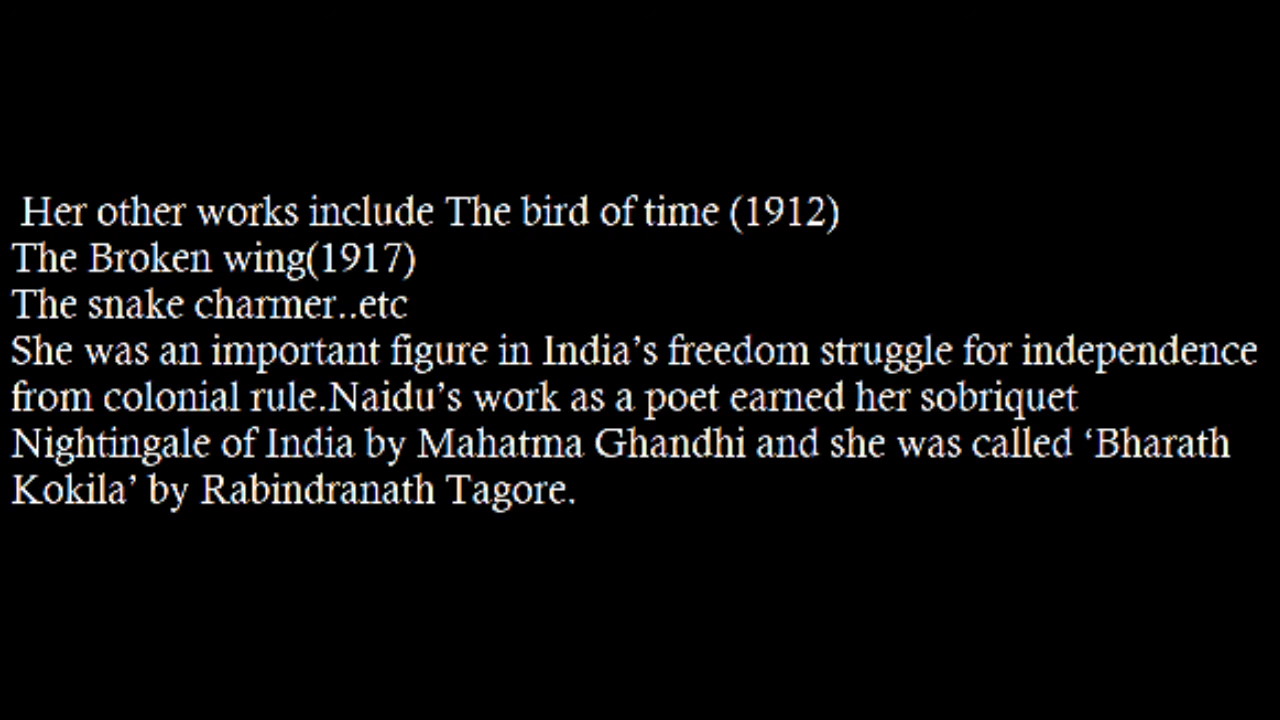 Her other works include The bird of time (1912)
The Broken wing(1917)
The snake charmer..etc
She was an important figure in India’s freedom struggle for independence
from colonial rule.Naidu’s work as a poet earned her sobriquet
Nightingale of India by Mahatma Ghandhi and she was called ‘Bharath
Kokila’ by Rabindranath Tagore.